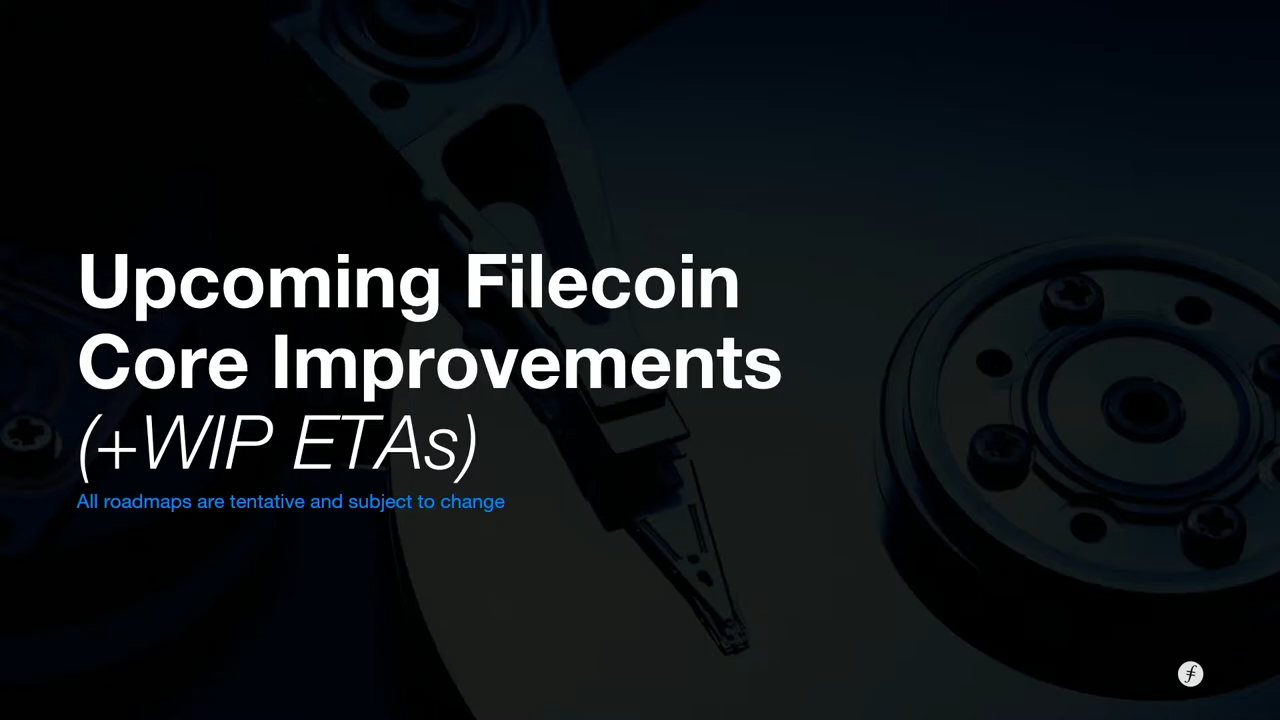 Upcoming Filecoin
Core Improvements
(+WIP ETAs)
All roadmaps are tentative and subject to change